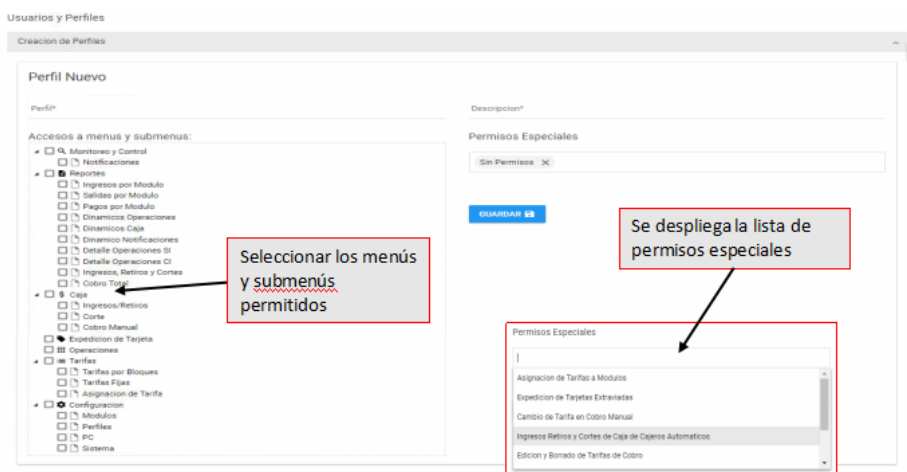 Usuarios y Perfiles
Creacion de Perfiles
Perfil Nuevo
Perfil*
Descripcion*
Accesos a menus y submenus:
Monitoreo y Control
Notificaciones
Reportes
Ingresos por Modulo
Salidas por Modulo
Pagos por Modulo
Dinamicos Operaciones
Dinamicos Caja
Dinamico Notificaciones
Detalle Operaciones SI
Detalle Operaciones CI
Ingresos, Retiros y Cortes
Cobro Total
Caja
Ingresos/Retiros
Corte
Cobro Manual
Expedicion de Tarjeta
Operaciones
Tarifas
Tarifas por Bloques
Tarifas Fijas
Asignacion de Tarifa
Configuracion
Modulos
Perfiles
PC
Sistema
Seleccionar los menús
y submenús
permitidos
Permisos Especiales
Sin Permisos
GUARDAR
Se despliega la lista de
permisos especiales
Permisos Especiales
Asignacion de Tarifas a Modulos
Expedicion de Tarjetas Extraviadas
Cambio de Tarifa en Cobro Manual
Ingresos Retiros y Cortes de Caja de Cajeros Automaticos
Edicion y Borrado de Tarifas de Cobro